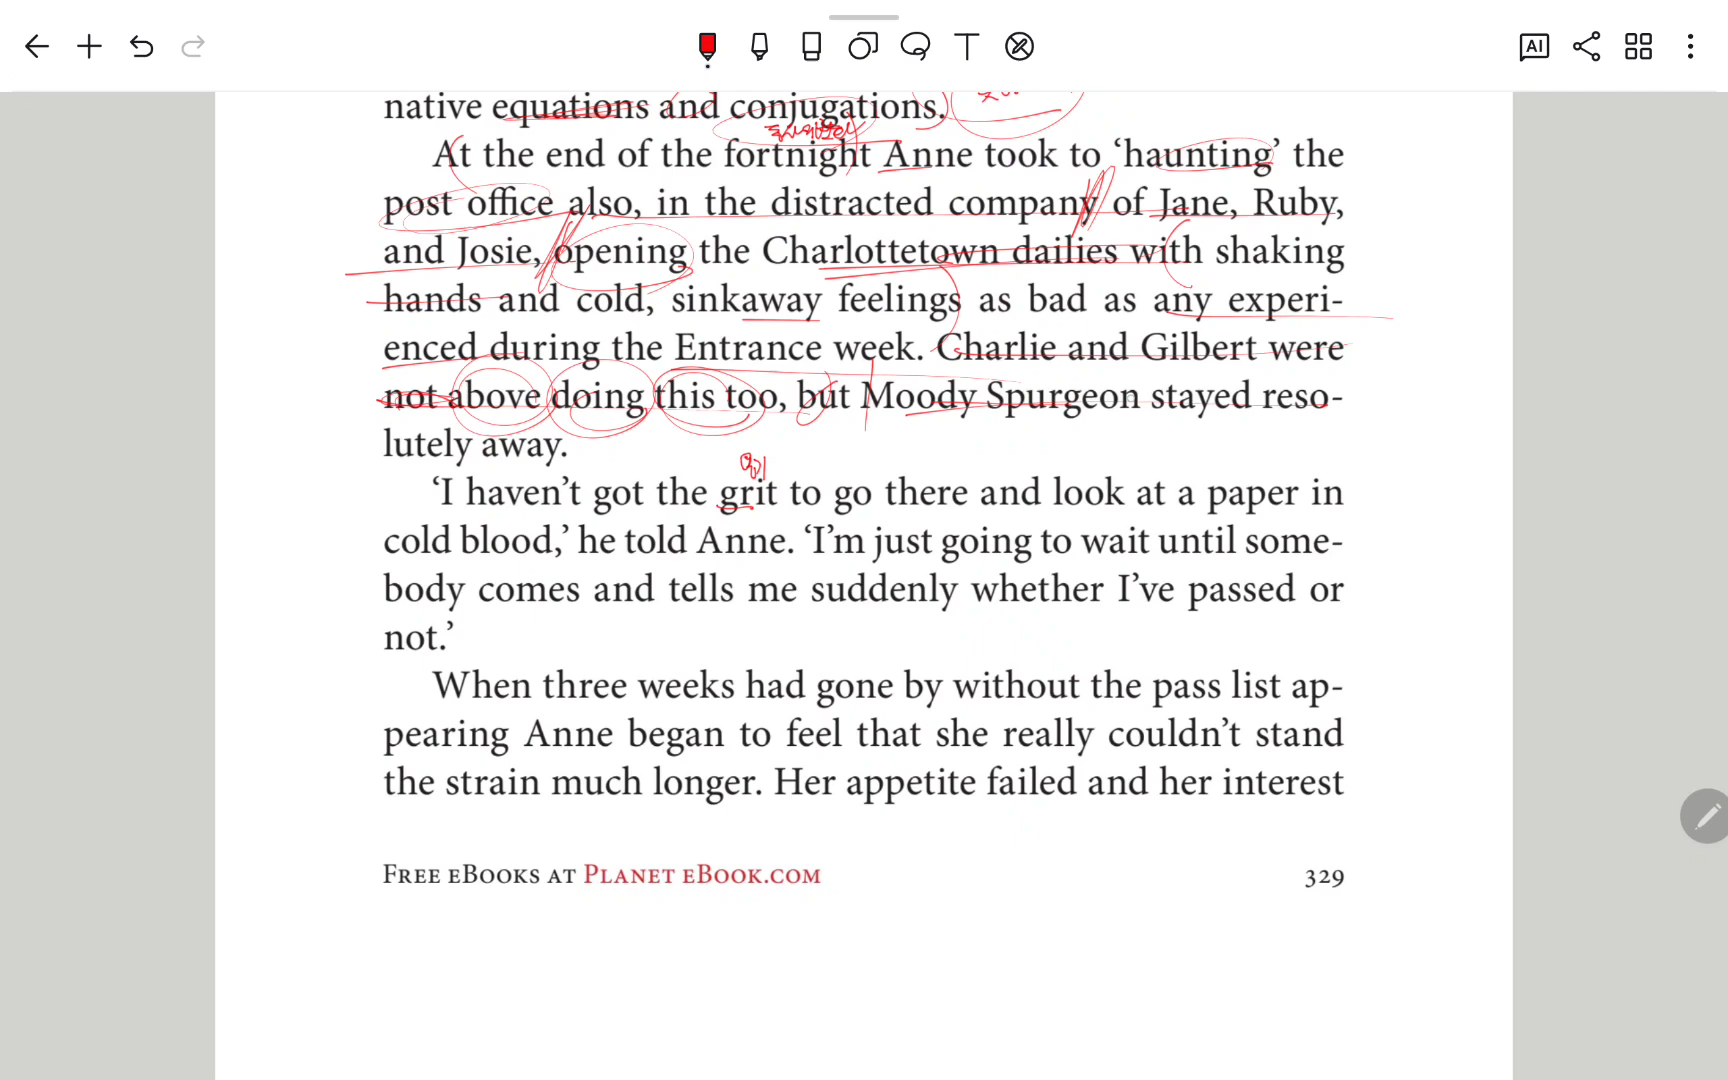 AI
native equations and conjugations.
At the end of the fortnight Anne took to ‘haunting’ the
post office also, in the distracted company of Jane, Ruby,
and Josie, opening the Charlottetown dailies with shaking
hands and cold, sinkaway feelings as bad as any experi-
enced during the Entrance week. Charlie and Gilbert were
not above doing this too, but Moody Spurgeon stayed reso-
lutely away.
‘I haven’t got the grit to go there and look at a paper in
cold blood,’ he told Anne. ‘I’m just going to wait until some-
body comes and tells me suddenly whether I’ve passed or
not.’
When three weeks had gone by without the pass list ap-
pearing Anne began to feel that she really couldn’t stand
the strain much longer. Her appetite failed and her interest
Free eBooks at Planet eBook.com
329